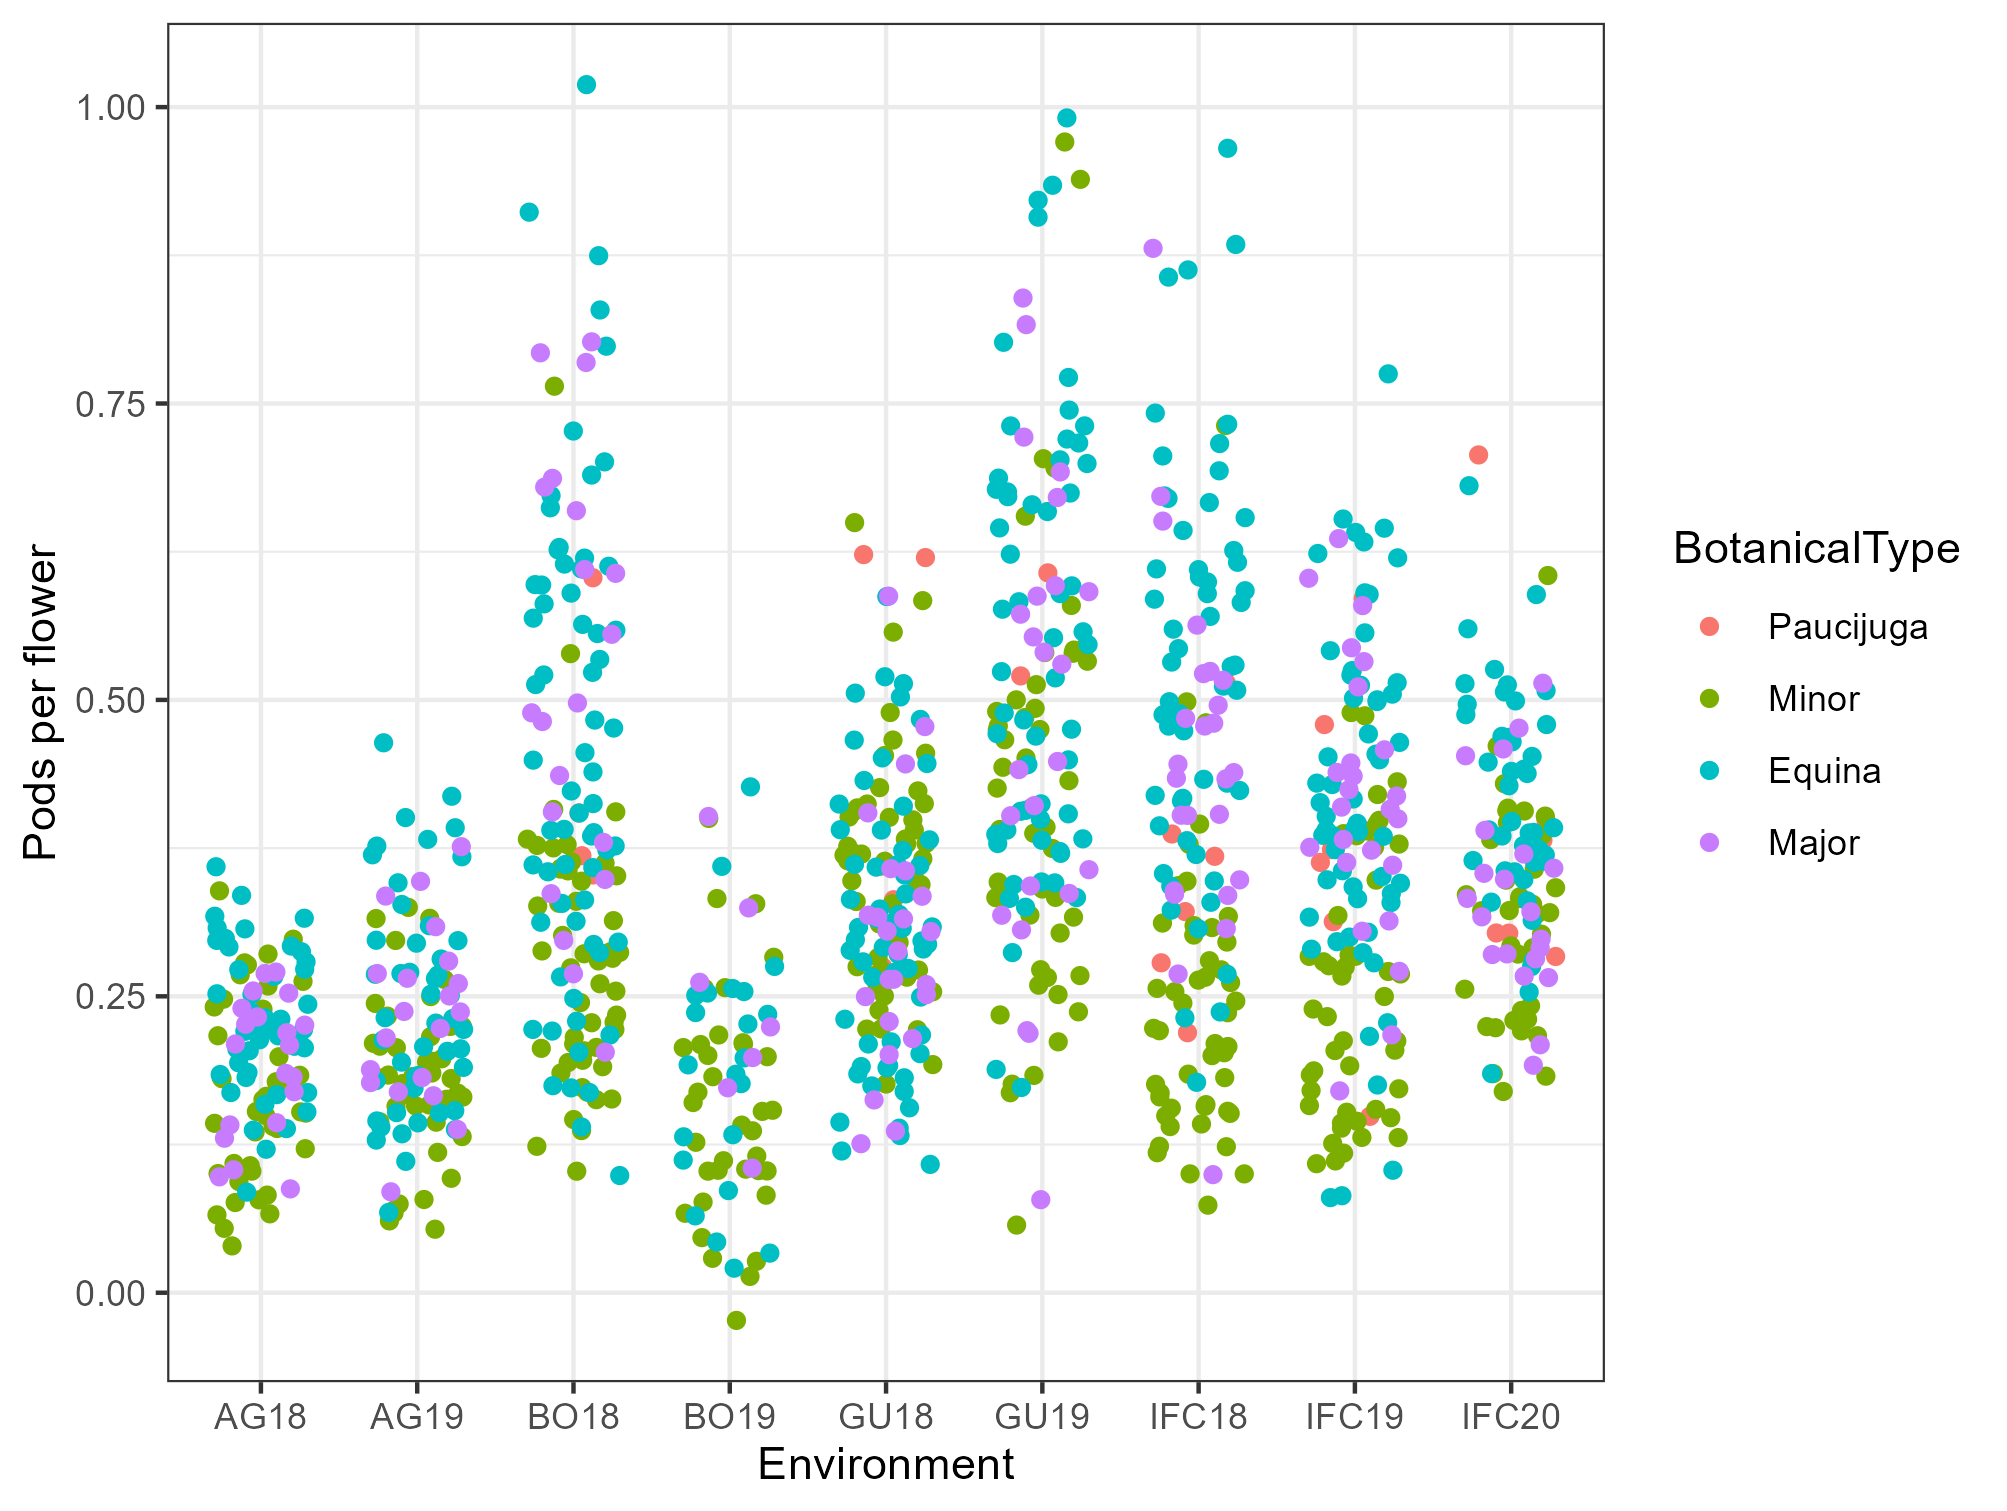 1.00
0.75
0.50
0.25
0.00
Pods per flower
AG18 AG19 BO18 BO19 GU18 GU19 IFC18 IFC19 IFC20
Environment
BotanicalType
Paucijuga
Minor
Equina
Major